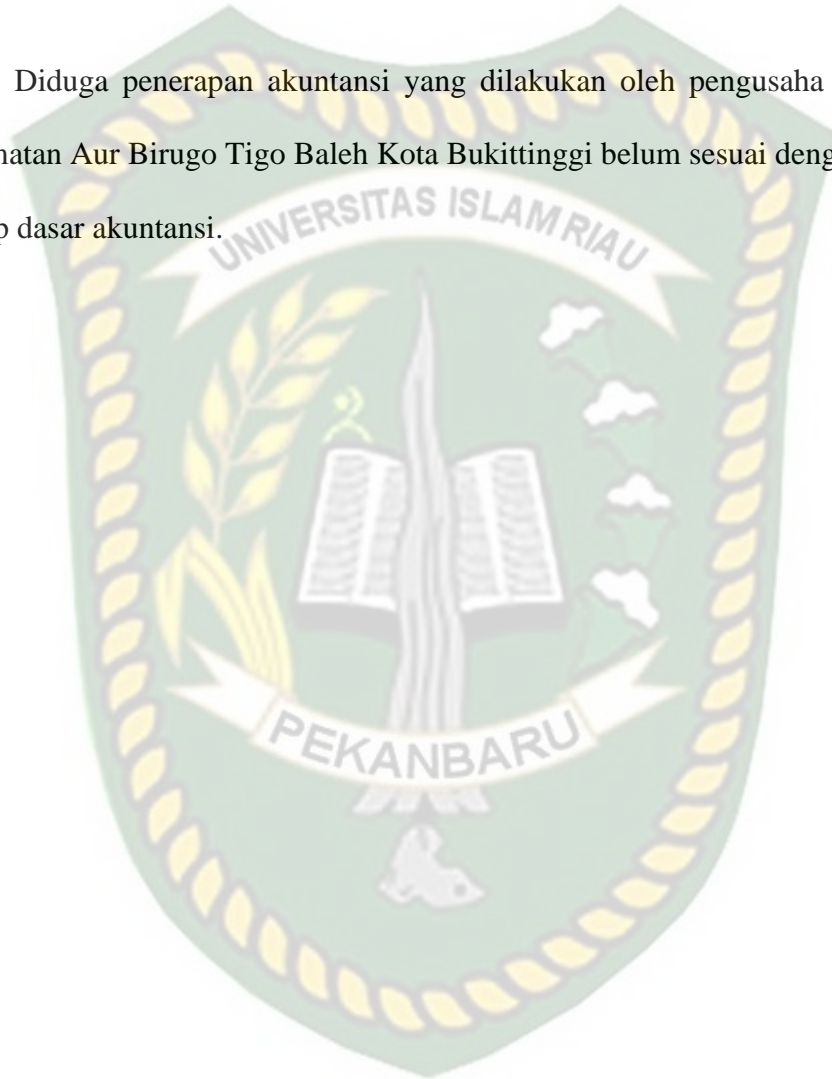 Diduga penerapan akuntansi yang dilakukan oleh pengusaha
matan Aur Birugo Tigo Baleh Kota Bukittinggi belum sesuai deng
p dasar akuntansi.
UNIVERSITAS ISLAM RIAU
PEKANBARU